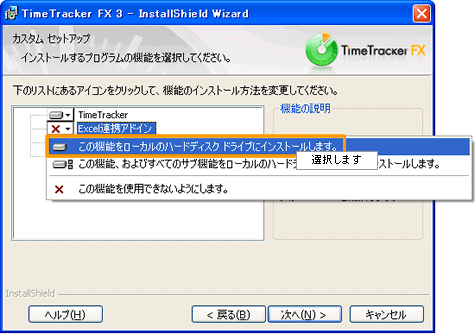 TimeTracker FX 3 - InstallShield Wizard
カスタム セットアップ
インストールするプログラムの機能を選択してください。
TimeTracker FX
下のリストにあるアイコンをクリックして、機能のインストール方法を変更してください。
TimeTracker
機能の説明
Excel連携アドイン
この機能をローカルのハードディスク ドライブにインストールします。
この機能、およびすべてのサブ機能をローカルのハード
トールします。
選択します
この機能を使用できないようにします。
InstallShield
ヘルプ(H)
< 戻る(B)
次へ(N) >
キャンセル